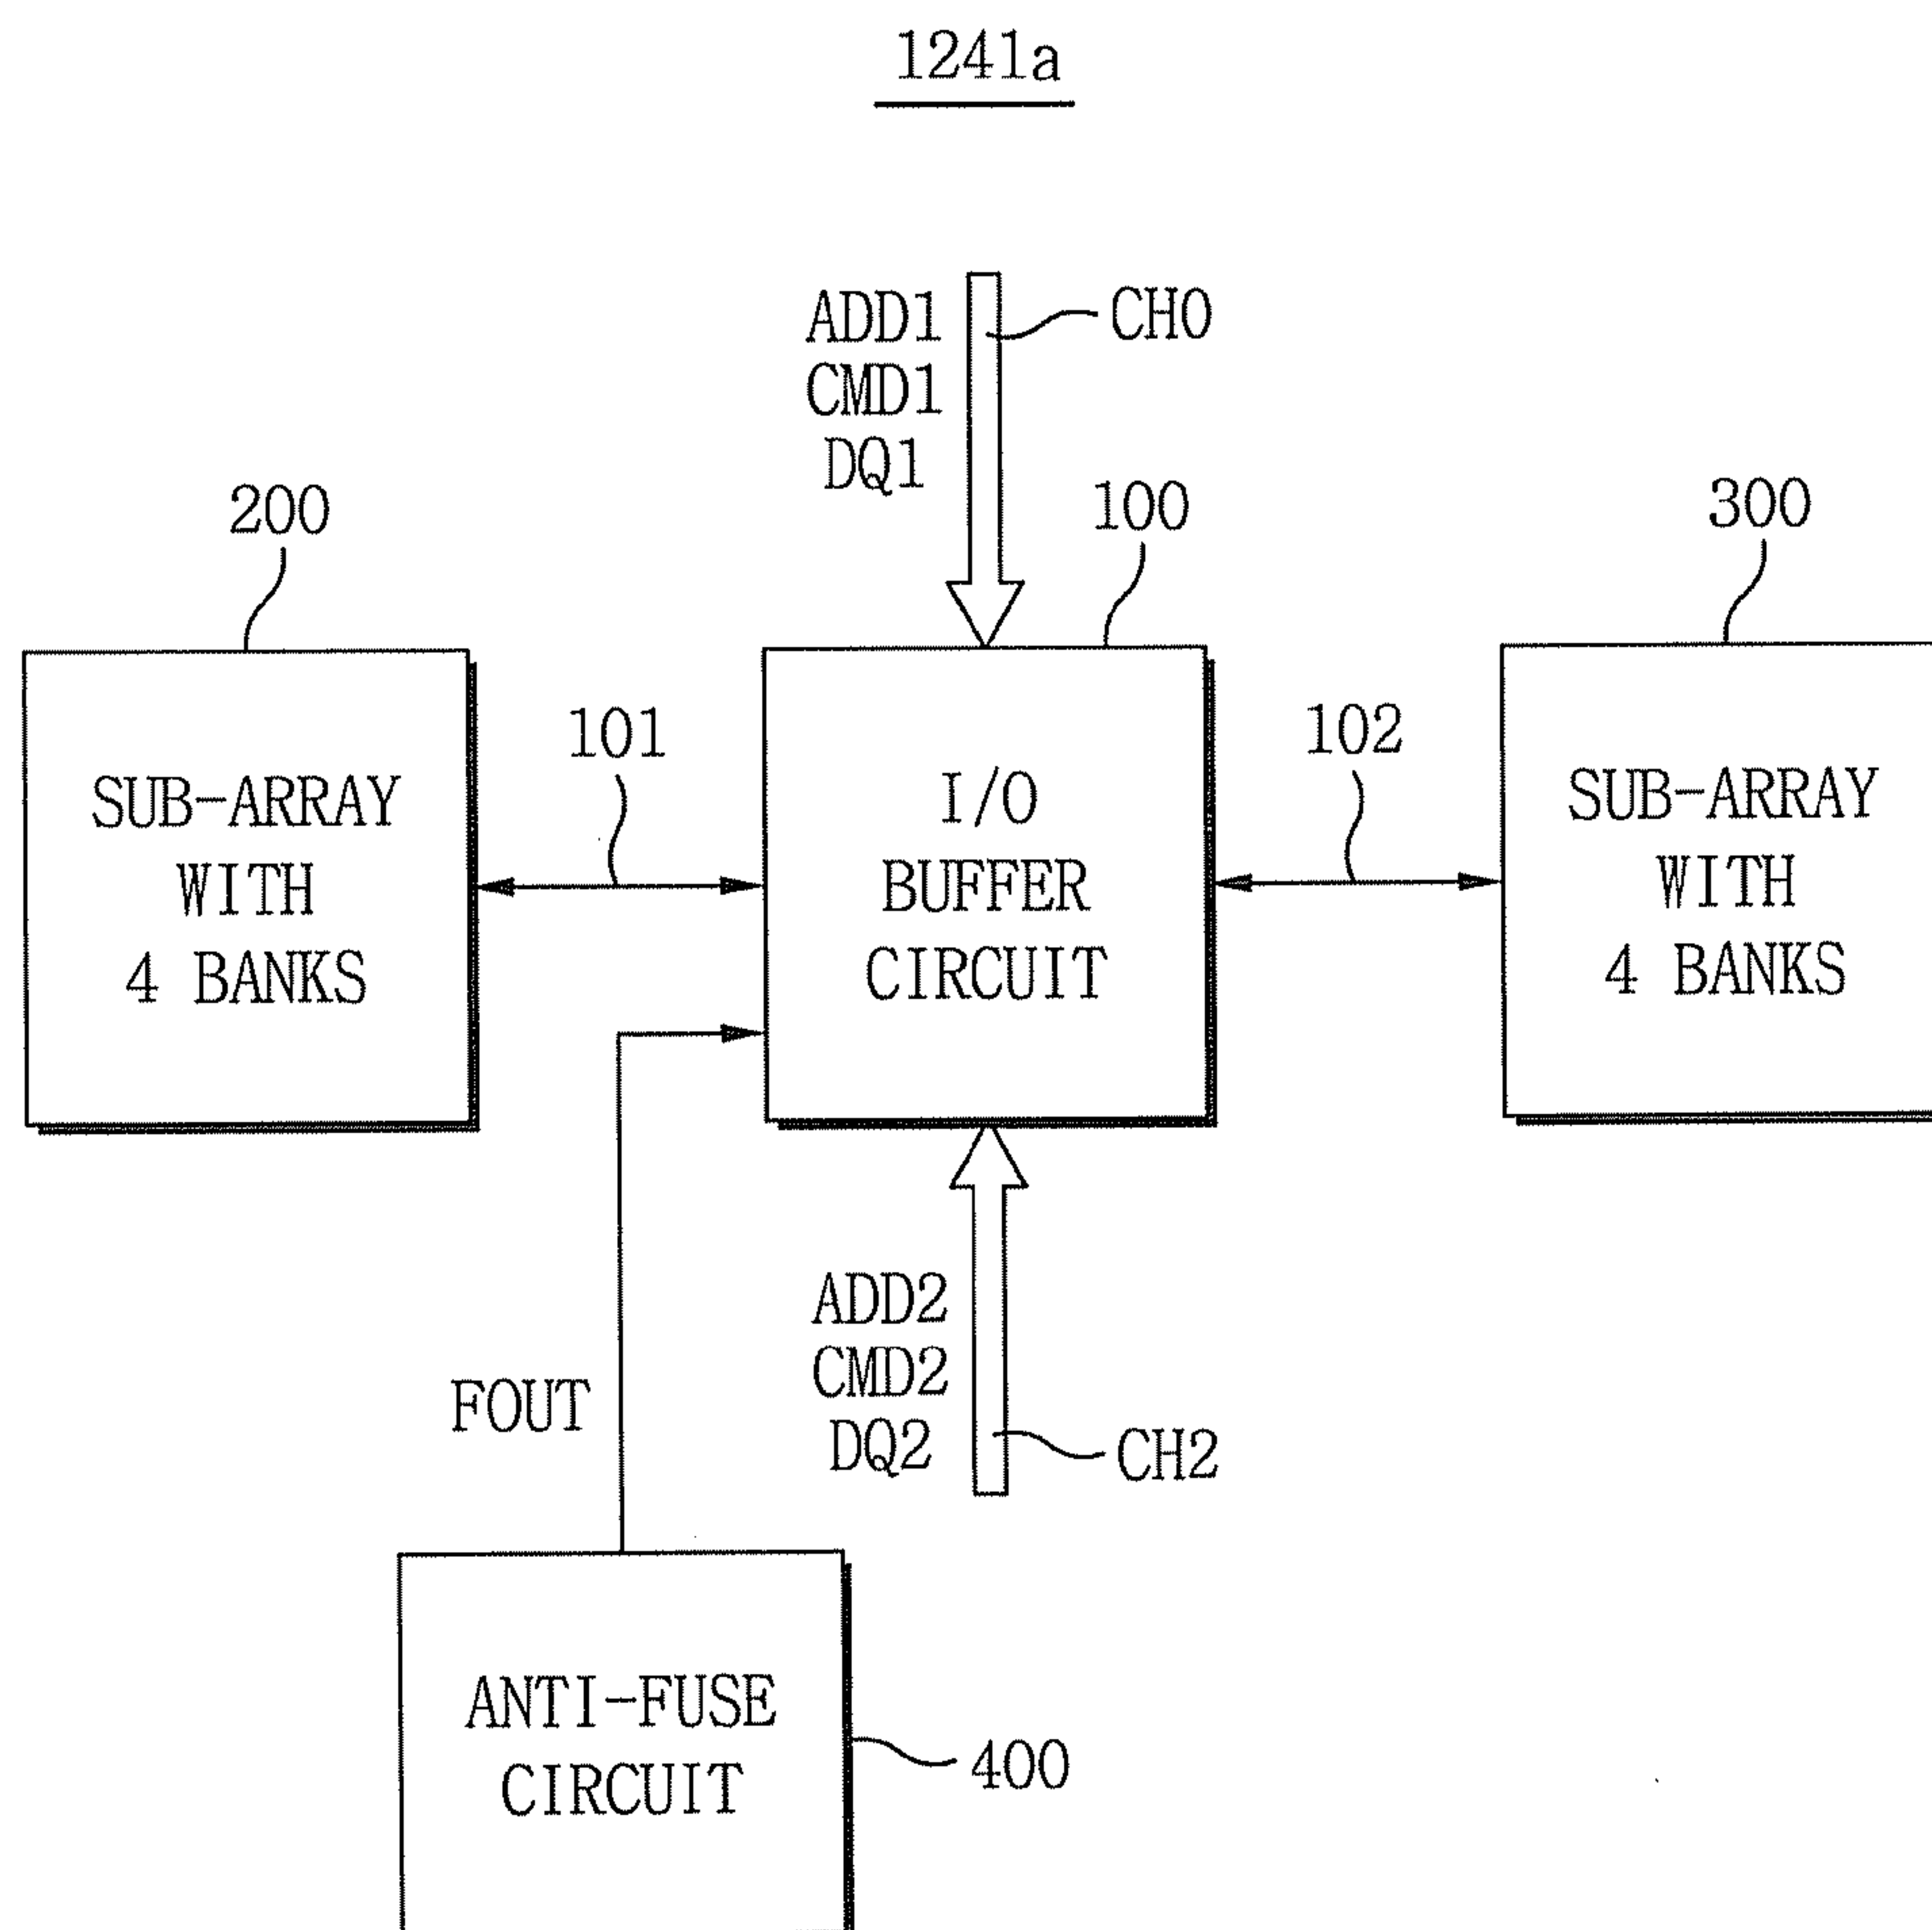 1241a
ADD1
CMD1
DQ1
CH0
200
100
300
101
102
SUB-ARRAY
WITH
4 BANKS
I/O
BUFFER
CIRCUIT
SUB-ARRAY
WITH
4 BANKS
ADD2
CMD2
DQ2
FOUT
CH2
ANTI-FUSE
CIRCUIT
400